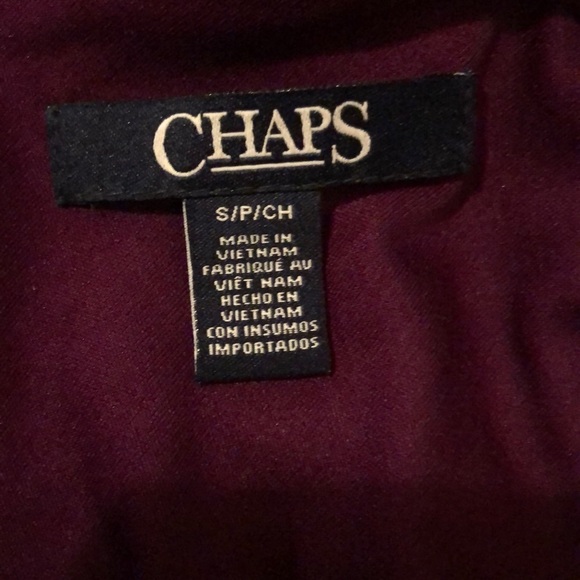 CHAPS
S/P/CH
MADE IN
VIETNAM
FABRIQUÉ AU
VIÊT NAM
HECHO EN
VIETNAM
CON INSUMOS
IMPORTADOS